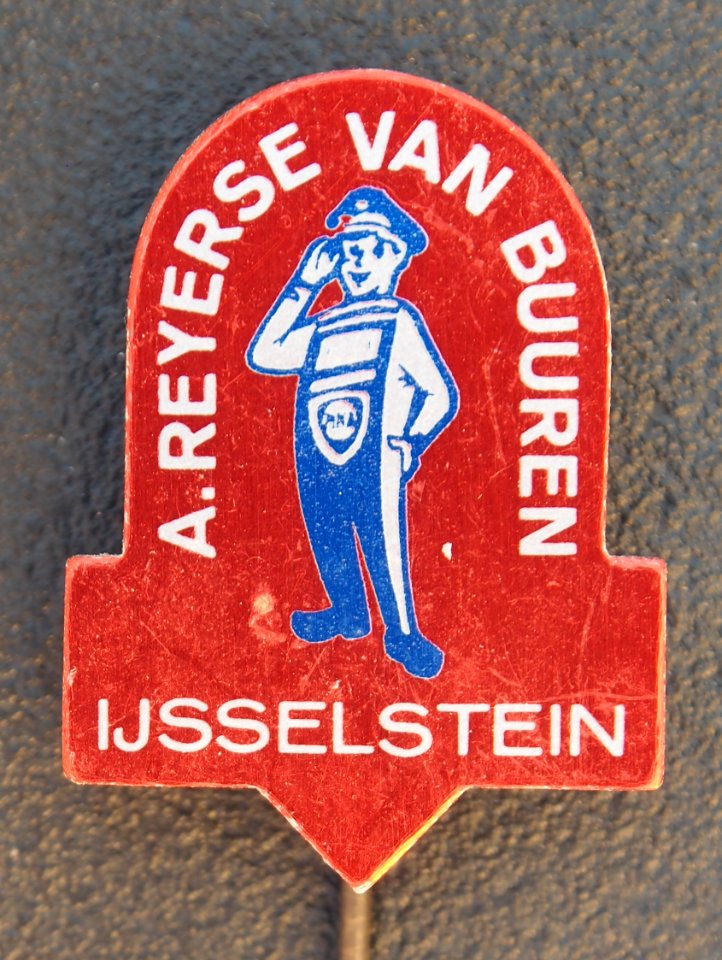 A. REYERSE VAN BUUREN
IJSSELSTEIN